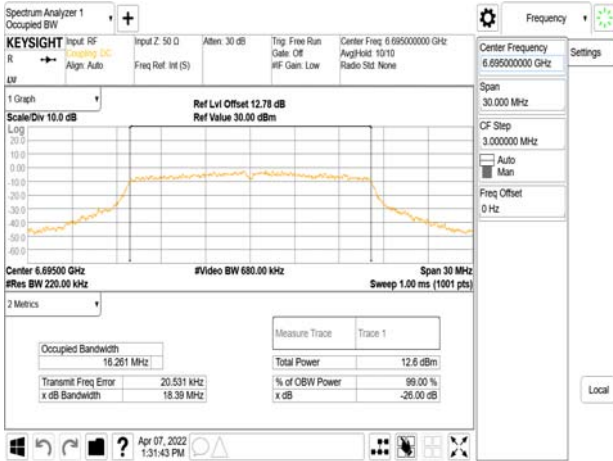 Spectrum Analyzer 1
Occupied BW
Frequency
KEYSIGHT
R
LXI
Input: RF
Coupling: DC
Align: Auto
Input Z: 50 Ω
Freq Ref: Int (S)
Atten: 30 dB
Trig: Free Run
Gate: Off
#IF Gain: Low
Center Freq: 6.695000000 GHz
Avg|Hold: 10/10
Radio Std: None
Center Frequency
6.695000000 GHz
Settings
Span
30.000 MHz
CF Step
3.000000 MHz
Auto
Man
Freq Offset
0 Hz
Local
1 Graph
Scale/Div 10.0 dB
Ref Lvl Offset 12.78 dB
Ref Value 30.00 dBm
Log
20.0
10.0
0.00
-10.0
-20.0
-30.0
-40.0
-50.0
-60.0
Center 6.69500 GHz
#Video BW 680.00 kHz
Span 30 MHz
#Res BW 220.00 kHz
Sweep 1.00 ms (1001 pts)
2 Metrics
Measure Trace
Trace 1
Occupied Bandwidth
16.261 MHz
Total Power
12.6 dBm
Transmit Freq Error
20.531 kHz
% of OBW Power
99.00 %
x dB Bandwidth
18.39 MHz
x dB
-26.00 dB
?
Apr 07, 2022
1:31:43 PM